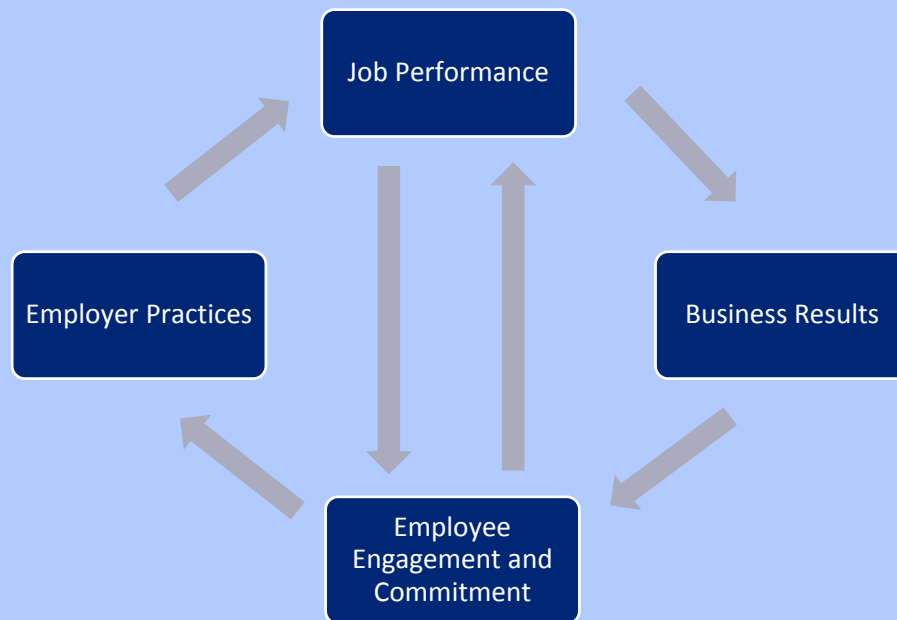 Job Performance
Employer Practices
Business Results
Employee
Engagement and
Commitment